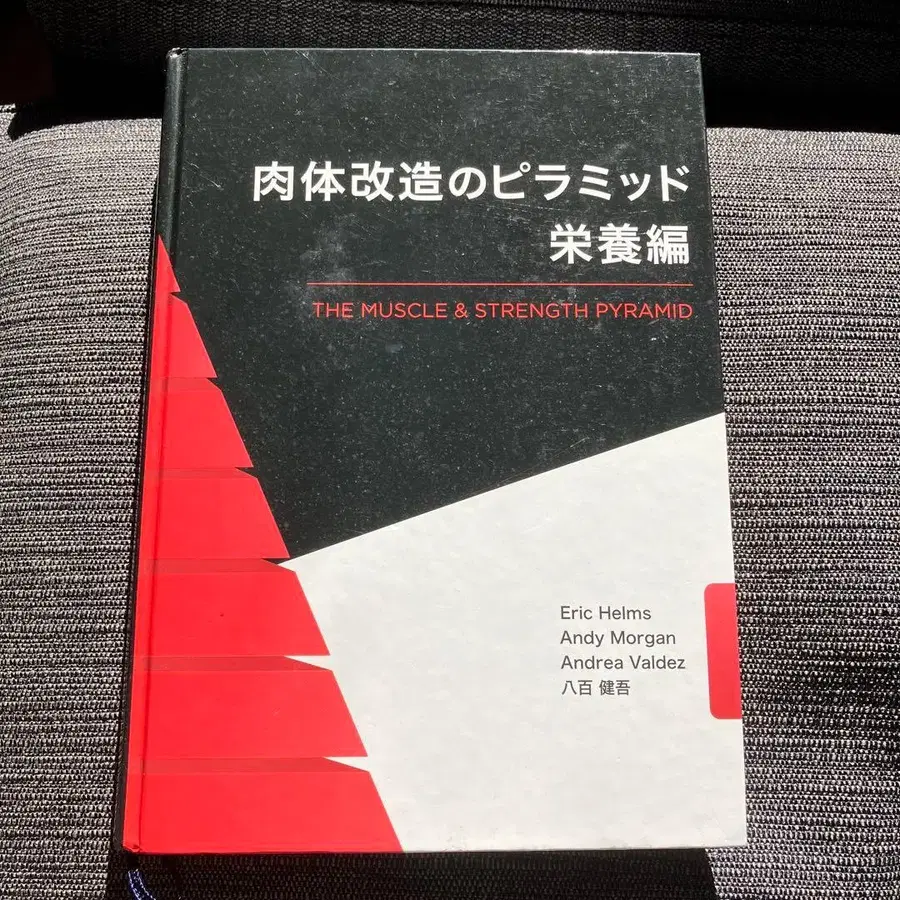 肉体改造のピラミッド
栄養編
THE MUSCLE & STRENGTH PYRAMID
Eric Helms
Andy Morgan
Andrea Valdez
八百 健吾